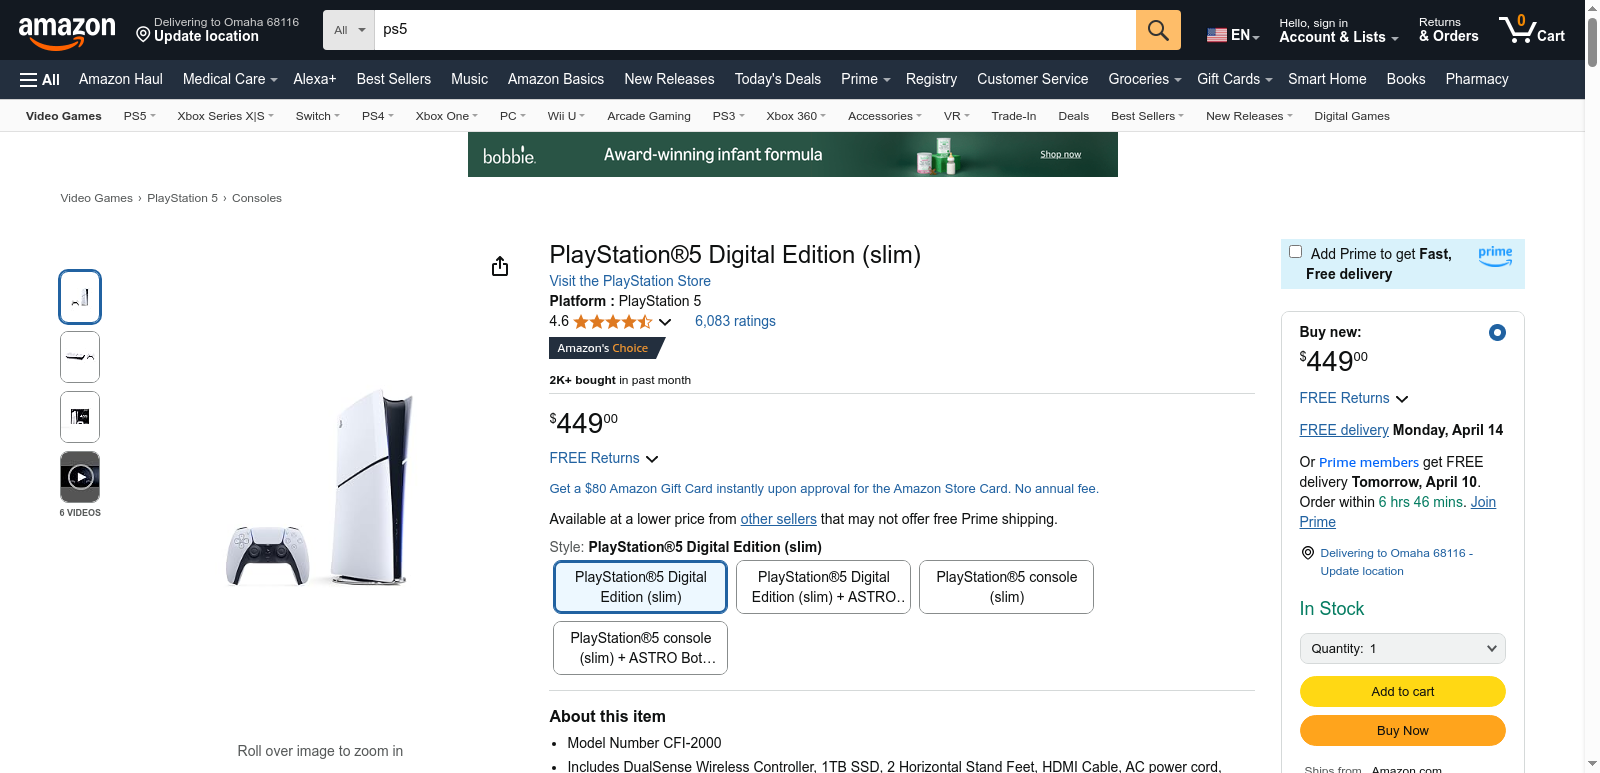 amazon
Delivering to Omaha 68116
Update location
All
ps5
EN
Hello, sign in
Account & Lists
Returns
& Orders
0
Cart
All
Amazon Haul
Medical Care
Alexa+
Best Sellers
Music
Amazon Basics
New Releases
Today's Deals
Prime
Registry
Customer Service
Groceries
Gift Cards
Smart Home
Books
Pharmacy
Video Games
PS5
Xbox Series X|S
Switch
PS4
Xbox One
PC
Wii U
Arcade Gaming
PS3
Xbox 360
Accessories
VR
Trade-In
Deals
Best Sellers
New Releases
Digital Games
bobbie.
Award-winning infant formula
Shop now
Video Games › PlayStation 5 › Consoles
6 VIDEOS
Roll over image to zoom in
PlayStation®5 Digital Edition (slim)
Visit the PlayStation Store
Platform : PlayStation 5
4.6
6,083 ratings
Amazon's Choice
2K+ bought in past month
$44900
FREE Returns
Get a $80 Amazon Gift Card instantly upon approval for the Amazon Store Card. No annual fee.
Available at a lower price from other sellers that may not offer free Prime shipping.
Style: PlayStation®5 Digital Edition (slim)
PlayStation®5 Digital
Edition (slim)
PlayStation®5 Digital
Edition (slim) + ASTRO..
PlayStation®5 console
(slim)
PlayStation®5 console
(slim) + ASTRO Bot…
About this item
• Model Number CFI-2000
• Includes DualSense Wireless Controller, 1TB SSD, 2 Horizontal Stand Feet, HDMI Cable, AC power cord,
Add Prime to get Fast,
Free delivery
prime
Buy new:
$44900
FREE Returns
FREE delivery Monday, April 14
Or Prime members get FREE
delivery Tomorrow, April 10.
Order within 6 hrs 46 mins. Join
Prime
Delivering to Omaha 68116 -
Update location
In Stock
Quantity: 1
Add to cart
Buy Now
Ships from
Amazon.com